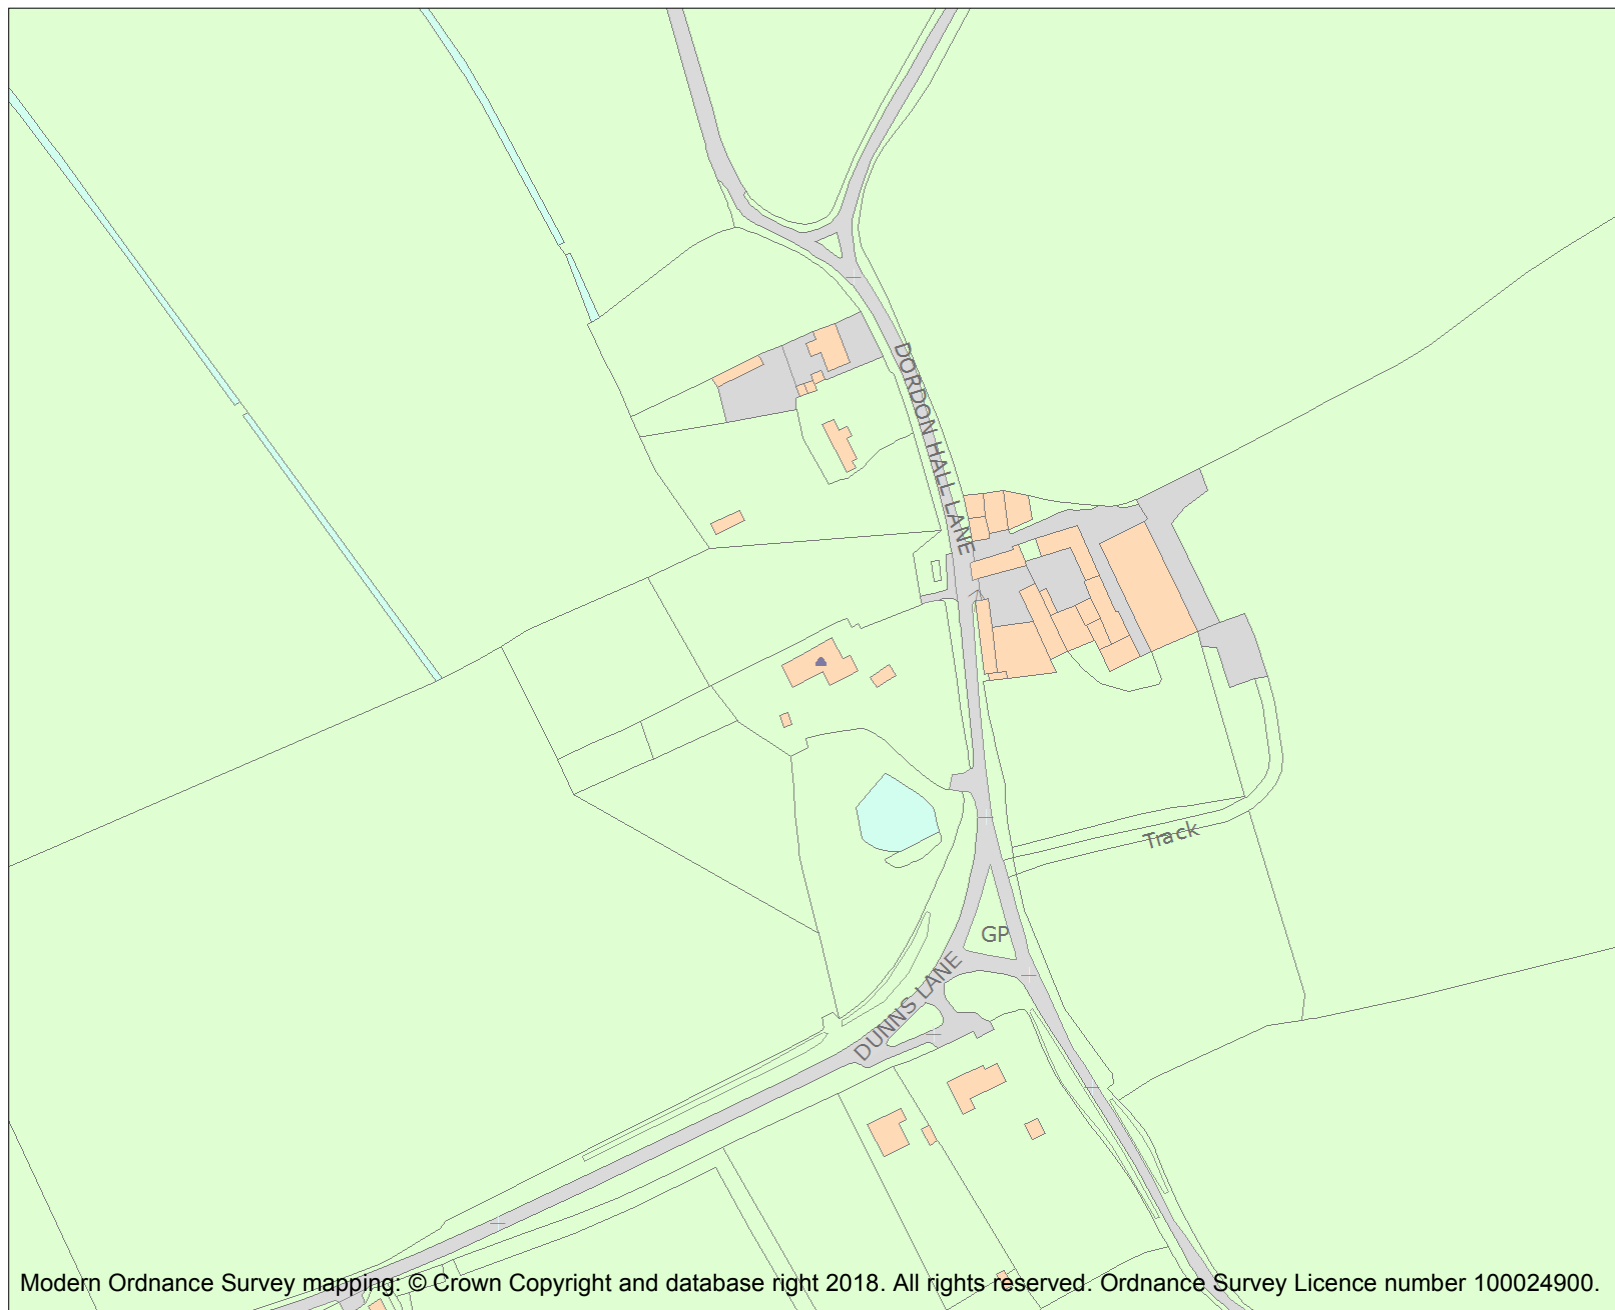 DORDON HALL LANE
Track
GP
DUNNS LANE
Modern Ordnance Survey mapping: © Crown Copyright and database right 2018. All rights reserved. Ordnance Survey Licence number 100024900.